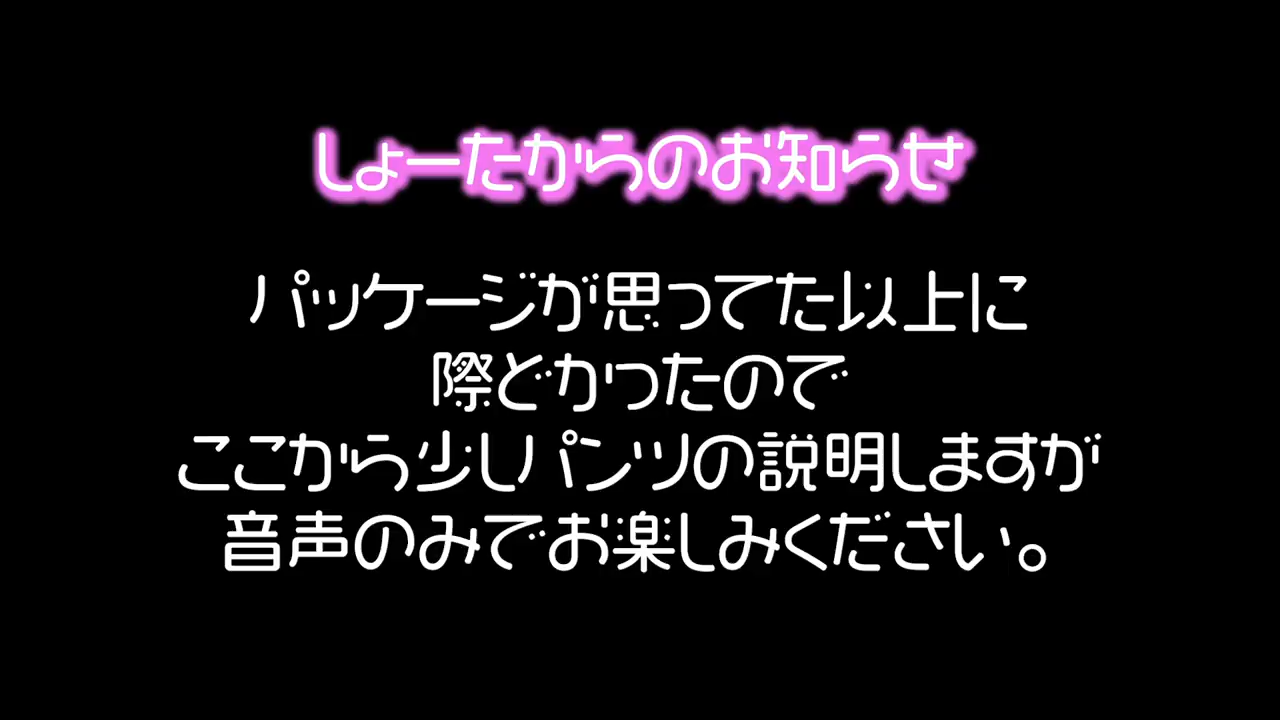 しょーたからのお知らせ
パッケージが思ってた以上に
際どかったので
ここから少しパンツの説明しますが
音声のみでお楽しみください。